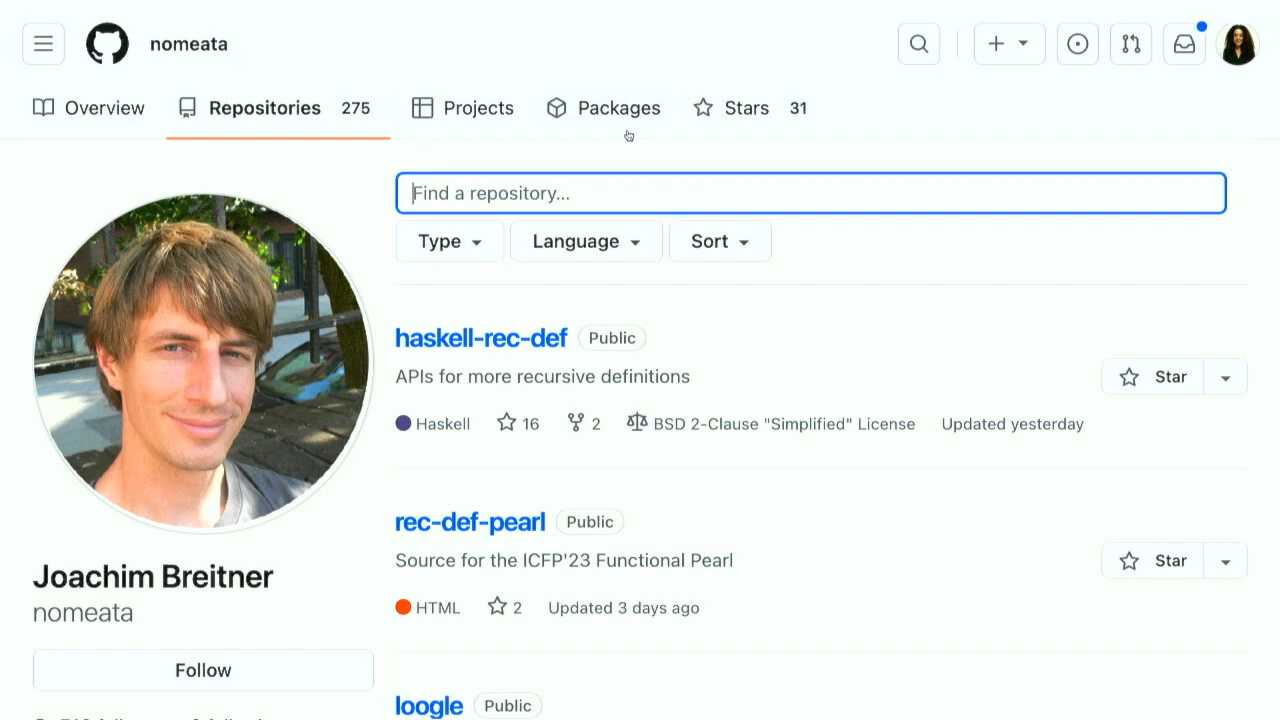 nomeata
Overview
Repositories 275
Projects
Packages
Stars 31
Find a repository...
Type
Language
Sort
haskell-rec-def Public
APIs for more recursive definitions
Star
Haskell 16 2 BSD 2-Clause "Simplified" License Updated yesterday
rec-def-pearl Public
Source for the ICFP'23 Functional Pearl
Star
HTML 2 Updated 3 days ago
loogle Public
Joachim Breitner
nomeata
Follow